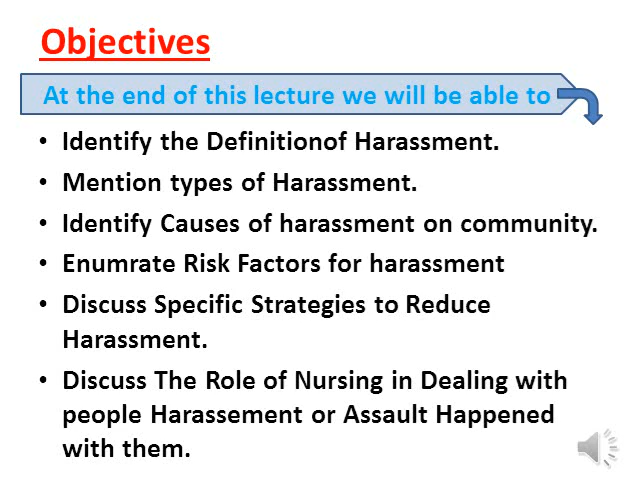 Objectives
At the end of this lecture we will be able to
• Identify the Definitionof Harassment.
• Mention types of Harassment.
• Identify Causes of harassment on community.
• Enumrate Risk Factors for harassment
• Discuss Specific Strategies to Reduce
Harassment.
• Discuss The Role of Nursing in Dealing with
people Harassement or Assault Happened
with them.